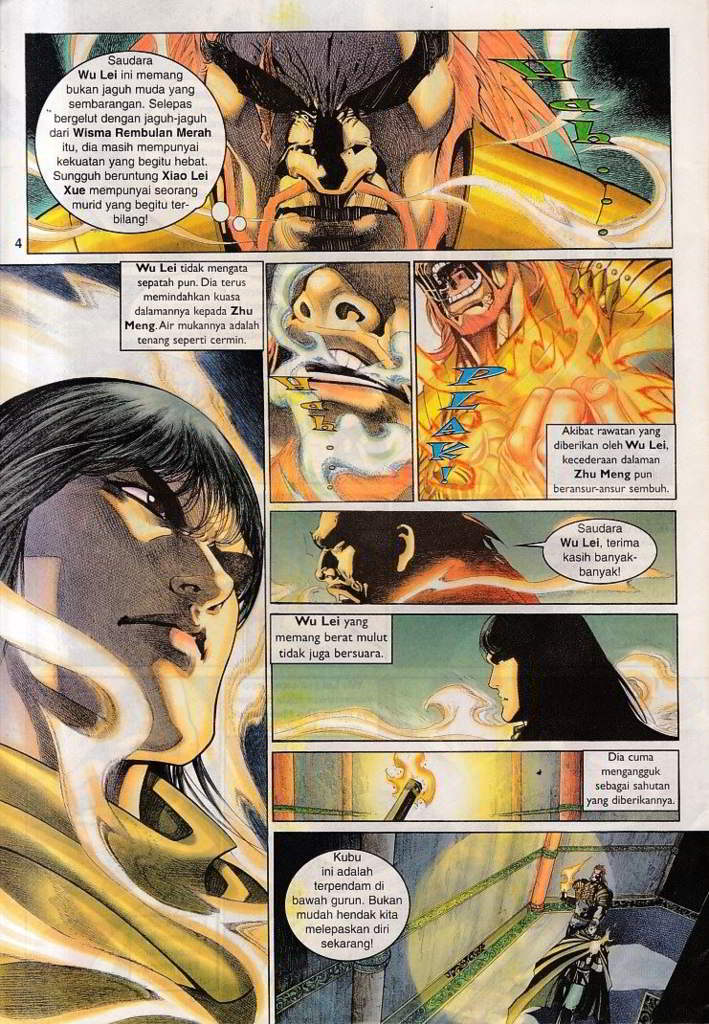 Saudara
Wu Lei ini memang
bukan jaguh muda yang
sembarangan. Selepas
bergelut dengan jaguh-jaguh
dari Wisma Rembulan Merah
itu, dia masih mempunyai
kekuatan yang begitu hebat.
Sungguh beruntung Xiao Lei
Xue mempunyai seorang
murid yang begitu ter-
bilang!
Hah...
4
Wu Lei tidak mengata
sepatah pun. Dia terus
memindahkan kuasa
dalamannya kepada Zhu
Meng. Air mukannya adalah
tenang seperti cermin.
Hah...
PLAK!
Akibat rawatan yang
diberikan oleh Wu Lei,
kecederaan dalaman
Zhu Meng pun
beransur-ansur sembuh.
Saudara
Wu Lei, terima
kasih banyak-
banyak!
Wu Lei yang
memang berat mulut
tidak juga bersuara.
Dia cuma
mengangguk
sebagai sahutan
yang diberikannya.
Kubu
ini adalah
terpendam di
bawah gurun. Bukan
mudah hendak kita
melepaskan diri
sekarang!